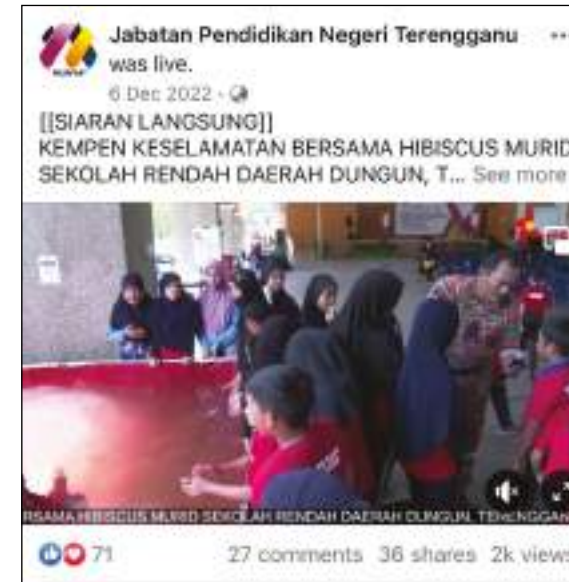 Jabatan Pendidikan Negeri Terengganu ...
was live.
6 Dec 2022 ·
[[SIARAN LANGSUNG]]
KEMPEN KESELAMATAN BERSAMA HIBISCUS MURID
SEKOLAH RENDAH DAERAH DUNGUN, T... See more
RSAMA HIBISCUS MURID SEKOLAH RENDAH DAERAH DUNGUN, TERENGGAN
71 27 comments 36 shares 2k views